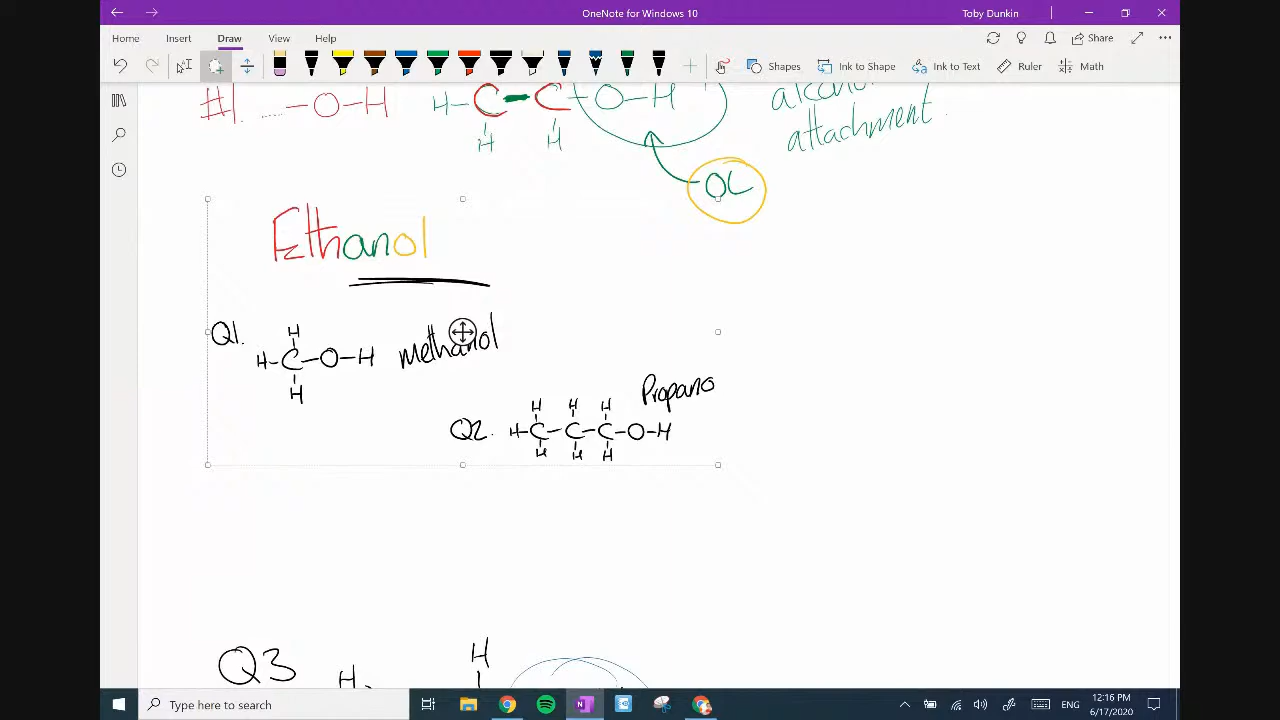 OneNote for Windows 10
Toby Dunkin
Home Insert Draw View Help
Share
Shapes Ink to Shape Ink to Text Ruler Math
#1. -O-H
H-C-C-O-H
H H
attachment
OL
Ethanol
Q1.
H
H-C-O-H methanol
H
Propano
H H H
Q2. H-C-C-C-O-H
H H H
Q3
H
H
Type here to search
ENG
12:16 PM
6/17/2020